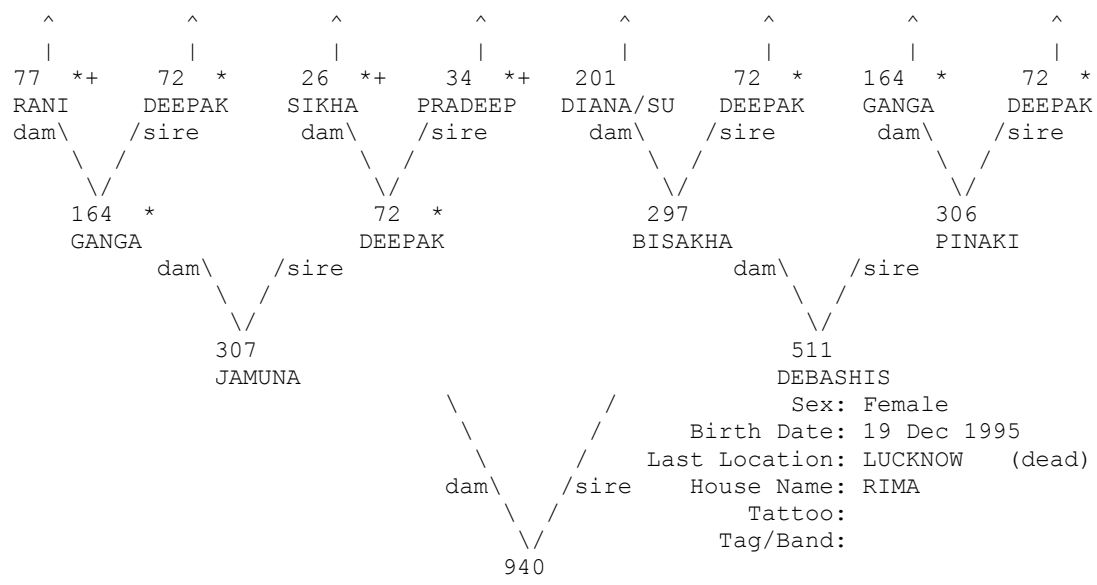 ^ ^ ^ ^ ^ ^ ^ ^
| | | | | | | |
77 *+ 72 * 26 *+ 34 *+ 201 72 * 164 * 72 *
RANI DEEPAK SIKHA PRADEEP DIANA/SU DEEPAK GANGA DEEPAK
dam\ /sire dam\ /sire dam\ /sire dam\ /sire
\ / \ / \ / \ /
\/ \/ \/ \/
164 * 72 * 297 306
GANGA DEEPAK BISAKHA PINAKI
dam\ /sire dam\ /sire
\ / \ /
\/ \/
307 511
JAMUNA DEBASHIS
\ / Sex: Female
\ / Birth Date: 19 Dec 1995
\ / Last Location: LUCKNOW (dead)
dam\ /sire House Name: RIMA
\ / Tattoo:
\/ Tag/Band:
940